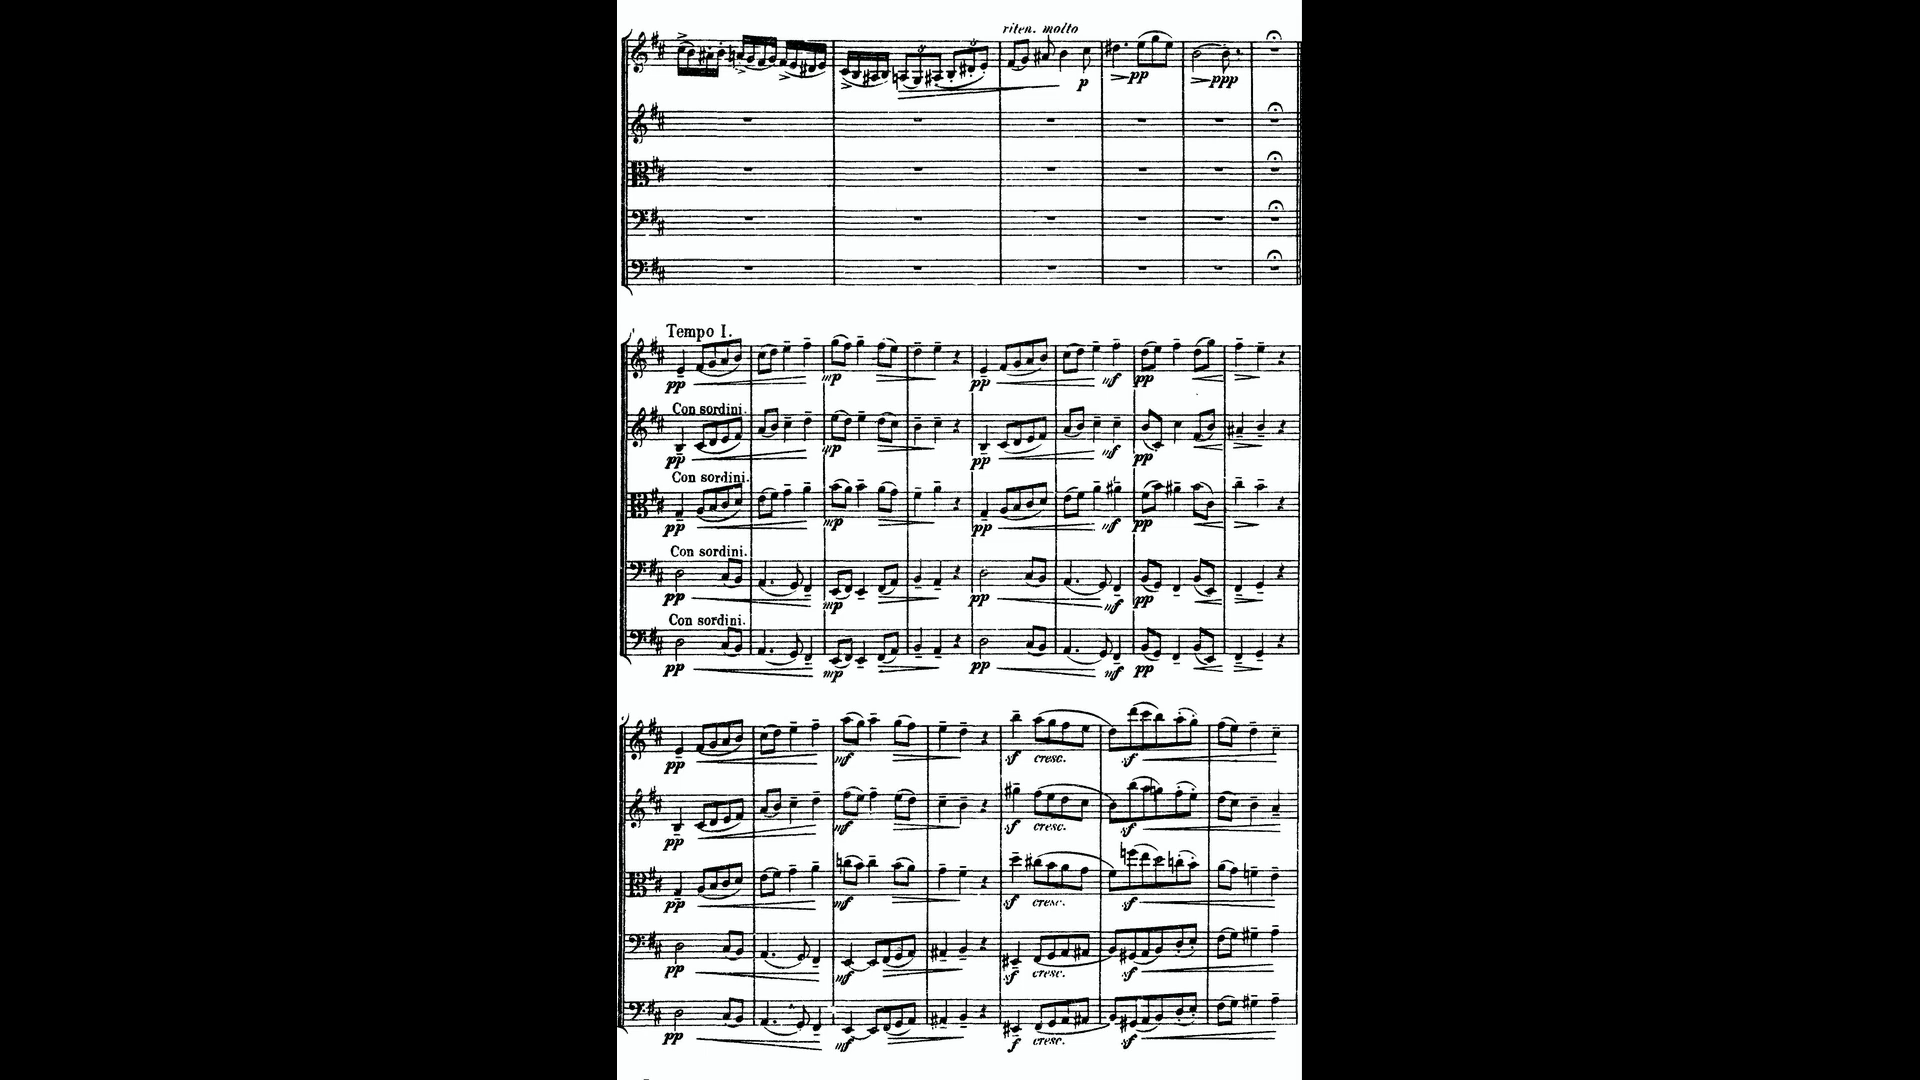 riten. molto
3 3
p pp ppp
Tempo I.
pp mp pp mf pp
Con sordini.
pp mp pp mf pp
Con sordini.
pp mp pp mf pp
Con sordini.
pp mp pp mf pp
Con sordini.
pp mp pp mf pp
pp mf sf cresc. sf
pp mf sf cresc. sf
pp mf sf cresc. sf
pp mf sf cresc. sf
pp mf f cresc. sf